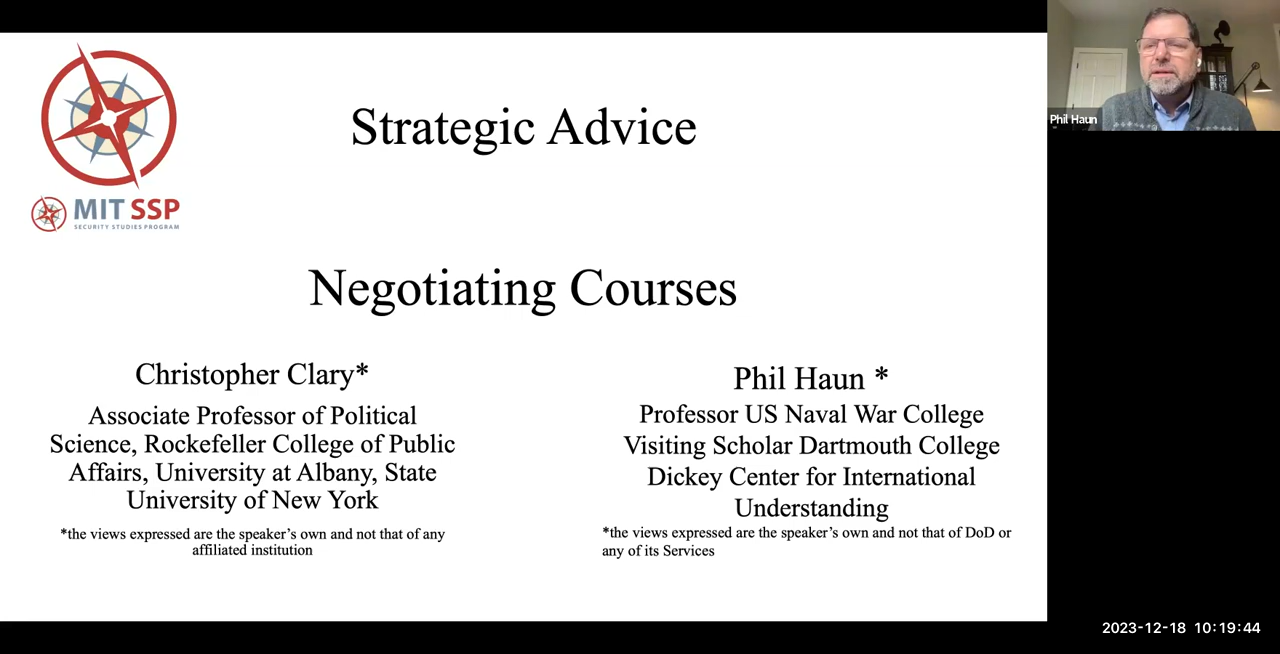 Strategic Advice
MIT SSP
SECURITY STUDIES PROGRAM
Negotiating Courses
Christopher Clary*
Associate Professor of Political
Science, Rockefeller College of Public
Affairs, University at Albany, State
University of New York
*the views expressed are the speaker’s own and not that of any
affiliated institution
Phil Haun *
Professor US Naval War College
Visiting Scholar Dartmouth College
Dickey Center for International
Understanding
*the views expressed are the speaker’s own and not that of DoD or
any of its Services
Phil Haun
2023-12-18 10:19:44